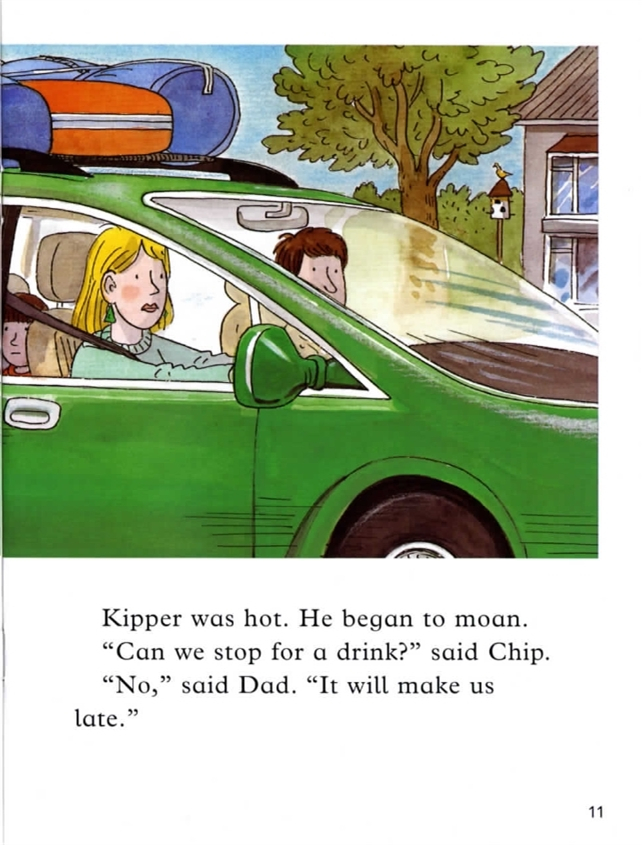 Kipper was hot. He began to moan.
“Can we stop for a drink?” said Chip.
“No,” said Dad. “It will make us
late.”
11